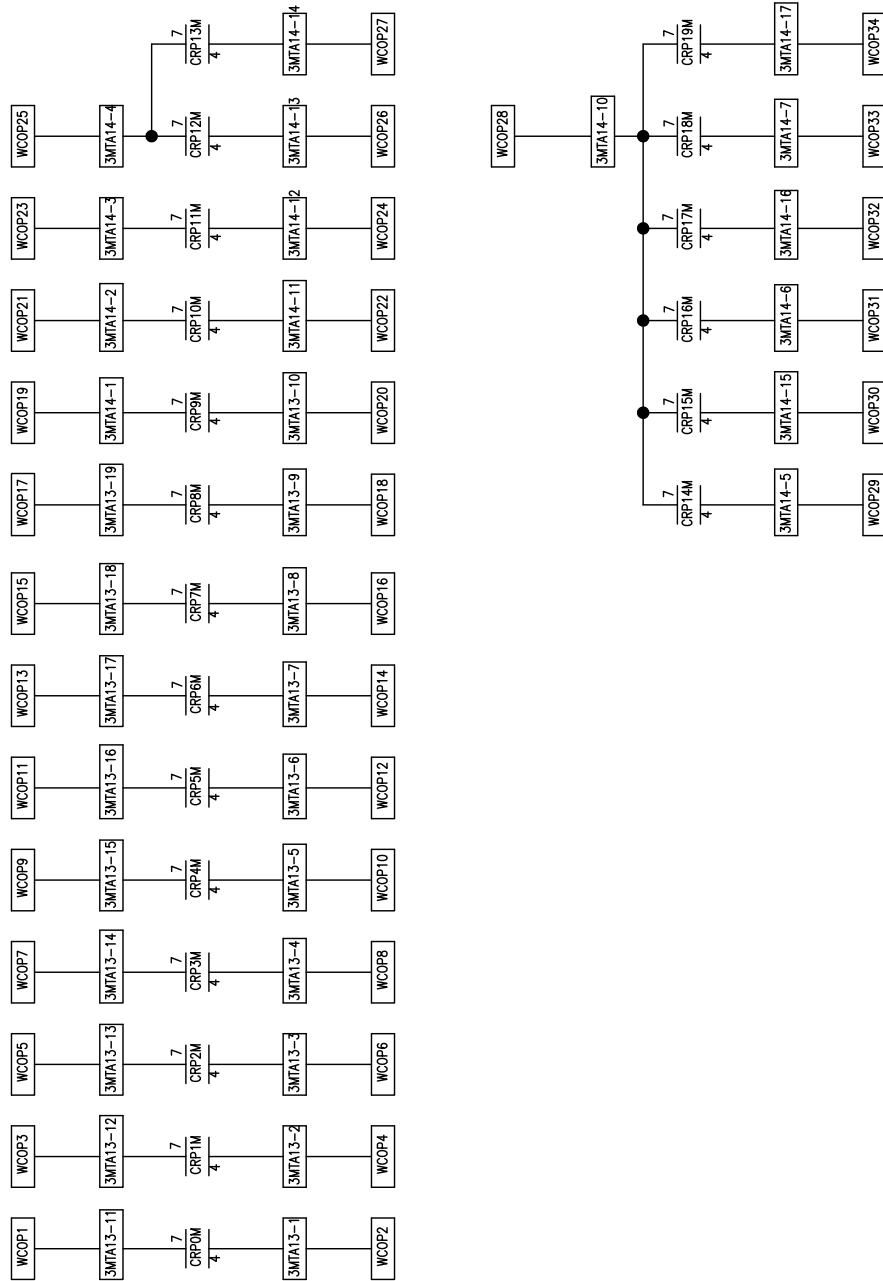 WCOP25
3MTA14-4
7
CRP12M
4
3MTA14-13
WCOP26
7
CRP13M
4
3MTA14-14
WCOP27
WCOP23
3MTA14-3
7
CRP11M
4
3MTA14-12
WCOP24
WCOP21
3MTA14-2
7
CRP10M
4
3MTA14-11
WCOP22
WCOP19
3MTA14-1
7
CRP9M
4
3MTA13-10
WCOP20
WCOP17
3MTA13-19
7
CRP8M
4
3MTA13-9
WCOP18
WCOP15
3MTA13-18
7
CRP7M
4
3MTA13-8
WCOP16
WCOP13
3MTA13-17
7
CRP6M
4
3MTA13-7
WCOP14
WCOP11
3MTA13-16
7
CRP5M
4
3MTA13-6
WCOP12
WCOP9
3MTA13-15
7
CRP4M
4
3MTA13-5
WCOP10
WCOP7
3MTA13-14
7
CRP3M
4
3MTA13-4
WCOP8
WCOP5
3MTA13-13
7
CRP2M
4
3MTA13-3
WCOP6
WCOP3
3MTA13-12
7
CRP1M
4
3MTA13-2
WCOP4
WCOP1
3MTA13-11
7
CRP0M
4
3MTA13-1
WCOP2
WCOP28
3MTA14-10
7
CRP19M
4
3MTA14-17
WCOP34
7
CRP18M
4
3MTA14-7
WCOP33
7
CRP17M
4
3MTA14-16
WCOP32
7
CRP16M
4
3MTA14-6
WCOP31
7
CRP15M
4
3MTA14-15
WCOP30
7
CRP14M
4
3MTA14-5
WCOP29